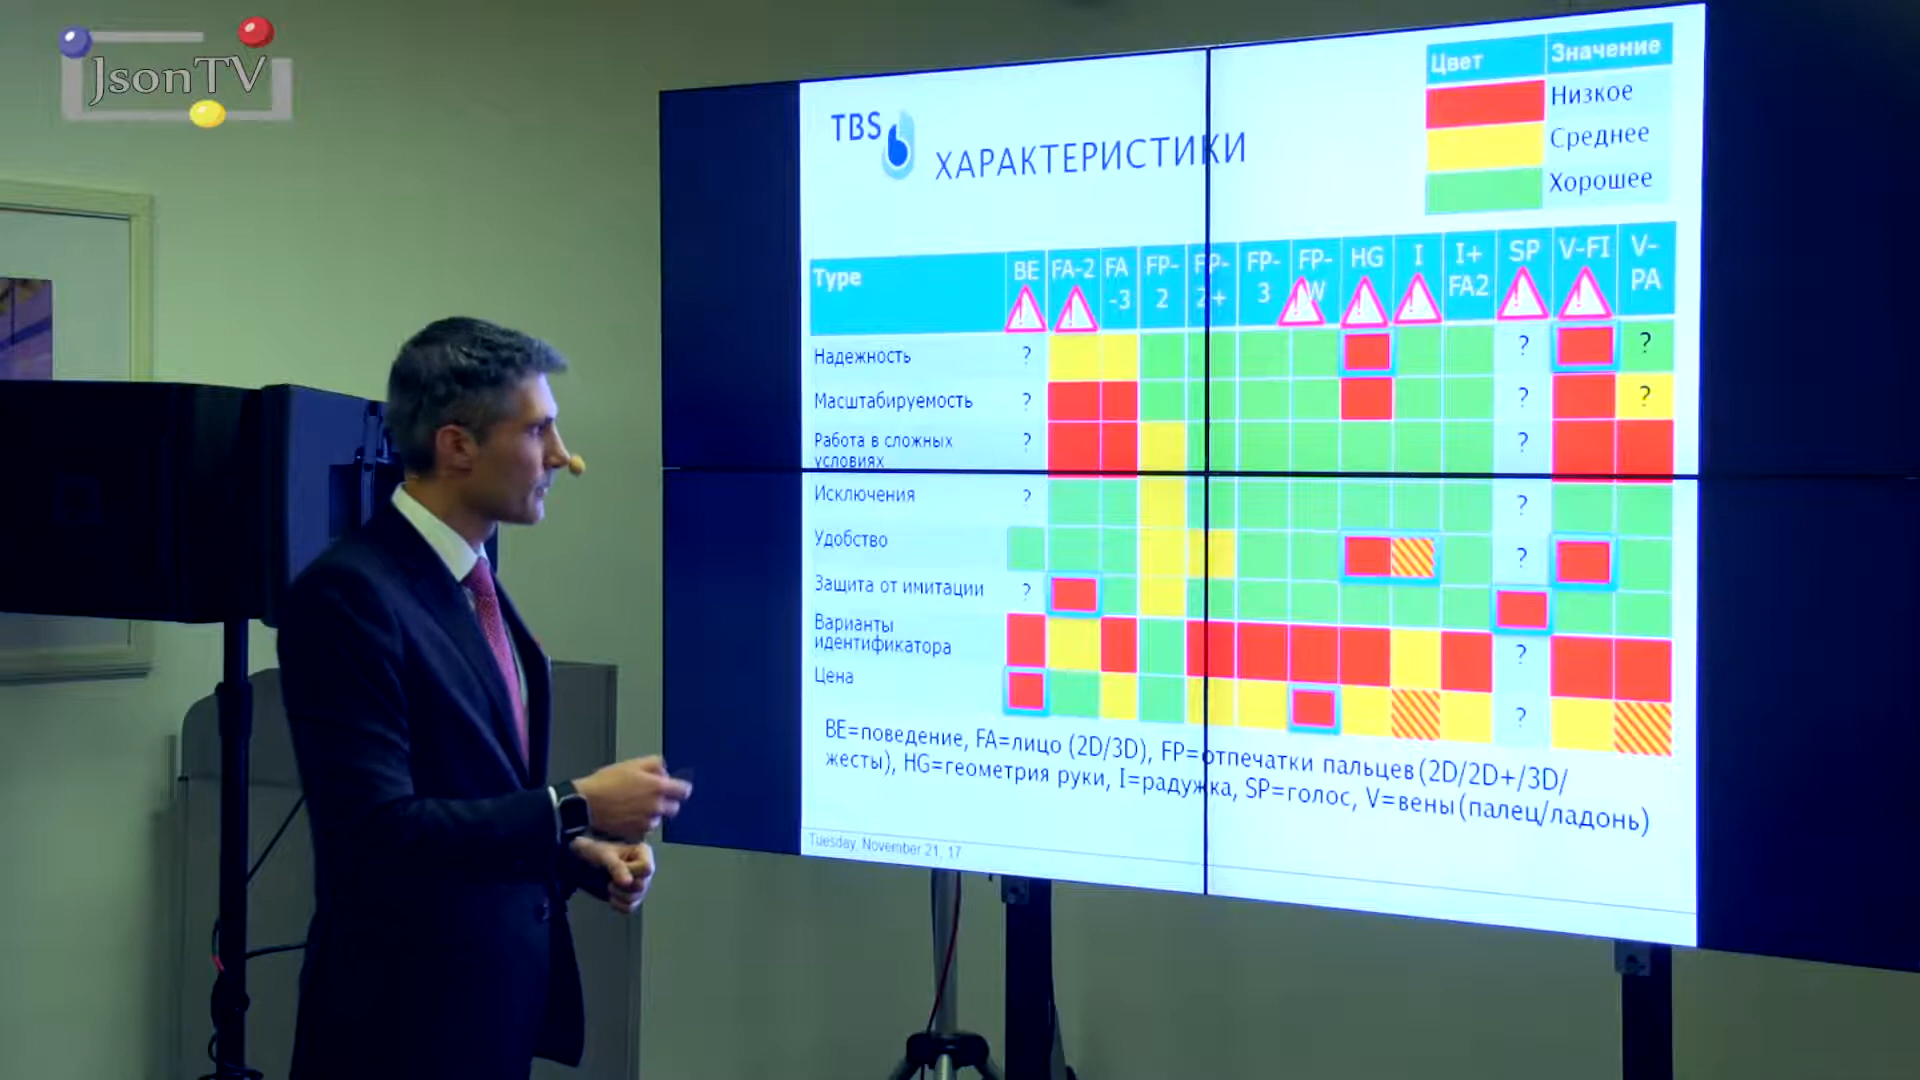 JsonTV
TBS
ХАРАКТЕРИСТИКИ
Цвет Значение
Низкое
Среднее
Хорошее
Type BE FA-2 FA-3 FP-2 FP-2+ FP-3 FP-W HG I I+FA2 SP V-FI V-PA
Надежность ? ? ?
Масштабируемость ? ? ?
Работа в сложных ? ?
условиях
Исключения ? ?
Удобство ?
Защита от имитации ?
Варианты
идентификатора ?
Цена ?
BE=поведение, FA=лицо (2D/3D), FP=отпечатки пальцев (2D/2D+/3D/
жесты), HG=геометрия руки, I=радужка, SP=голос, V=вены (палец/ладонь)
Tuesday, November 21, 17